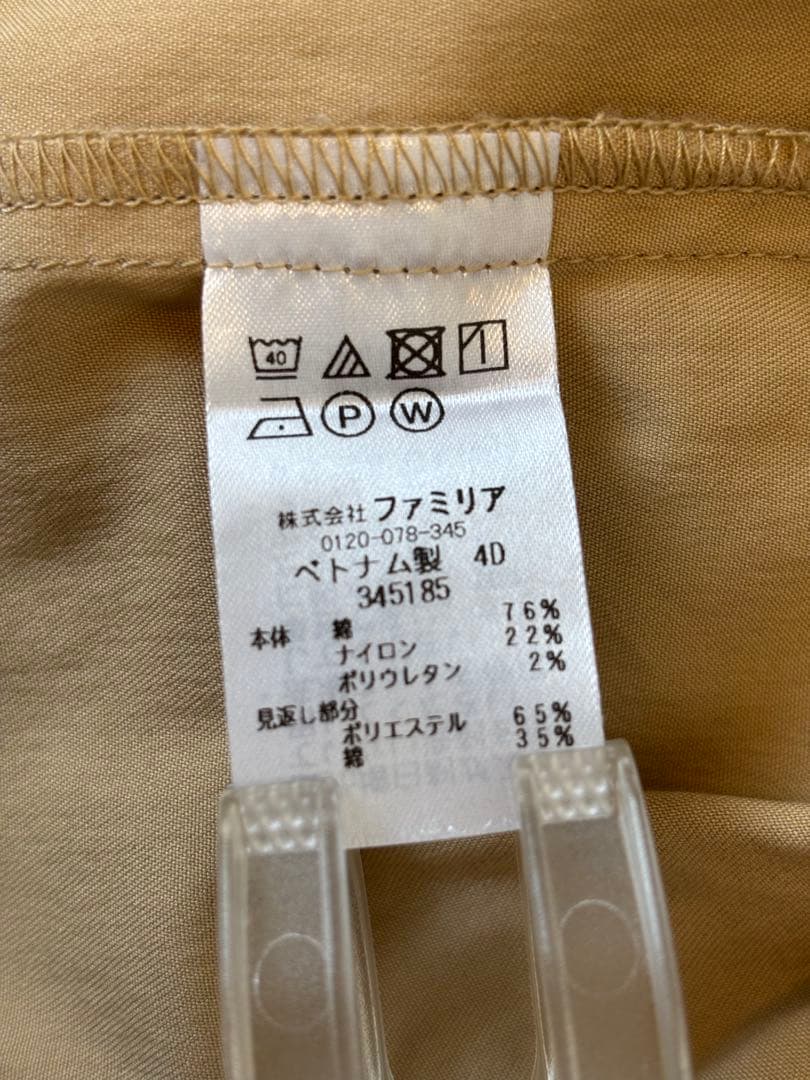 40
P W
株式会社 ファミリア
0120-078-345
ベトナム製 4D
345185
本体 綿 76%
ナイロン 22%
ポリウレタン 2%
見返し部分
ポリエステル 65%
綿 35%